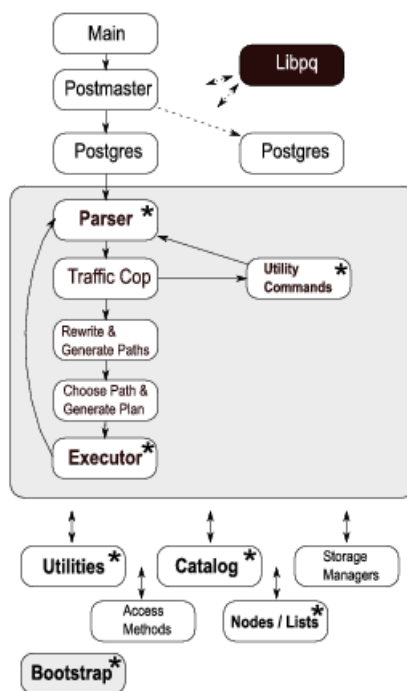 Main
Libpq
Postmaster
Postgres
Postgres
Parser *
Traffic Cop
Utility *
Commands
Rewrite &
Generate Paths
Choose Path &
Generate Plan
Executor *
Utilities *
Catalog *
Storage
Managers
Access
Methods
Nodes / Lists *
Bootstrap *